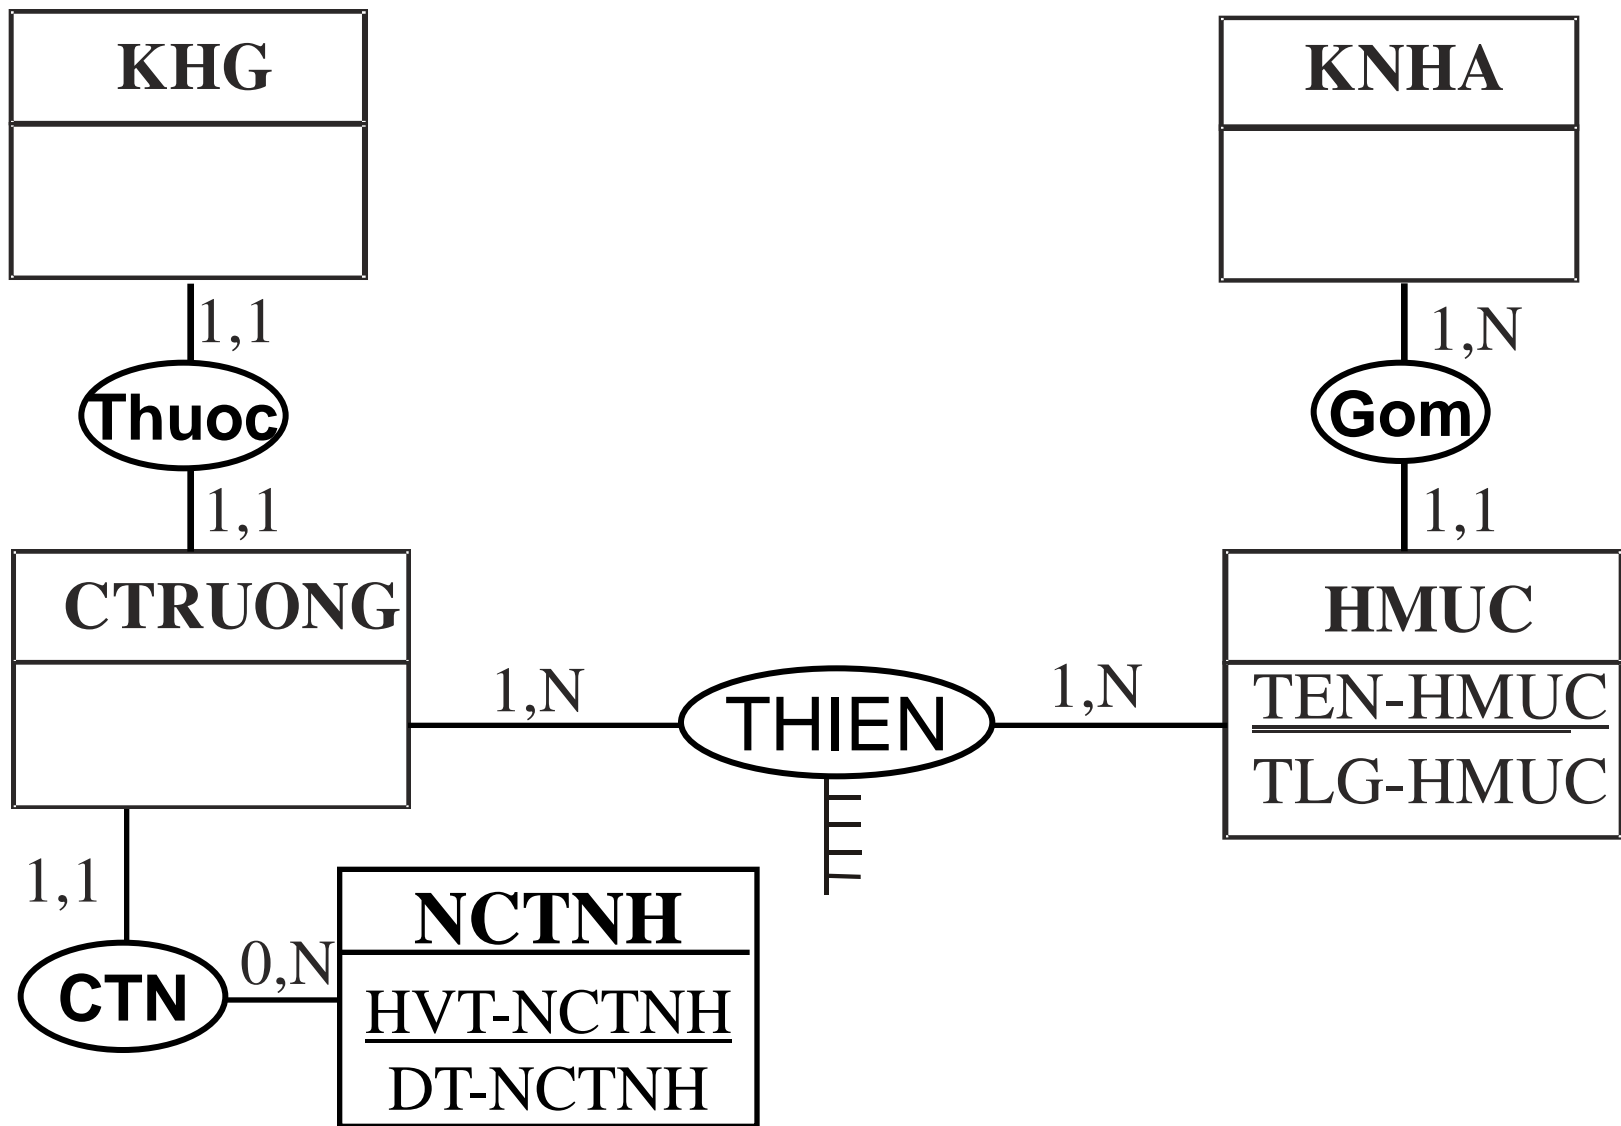 KHG
KNHA
1,1
1,N
Thuoc
Gom
1,1
1,1
CTRUONG
HMUC
1,N
THIEN
1,N
TEN-HMUC
TLG-HMUC
1,1
NCTNH
0,N
CTN
HVT-NCTNH
DT-NCTNH